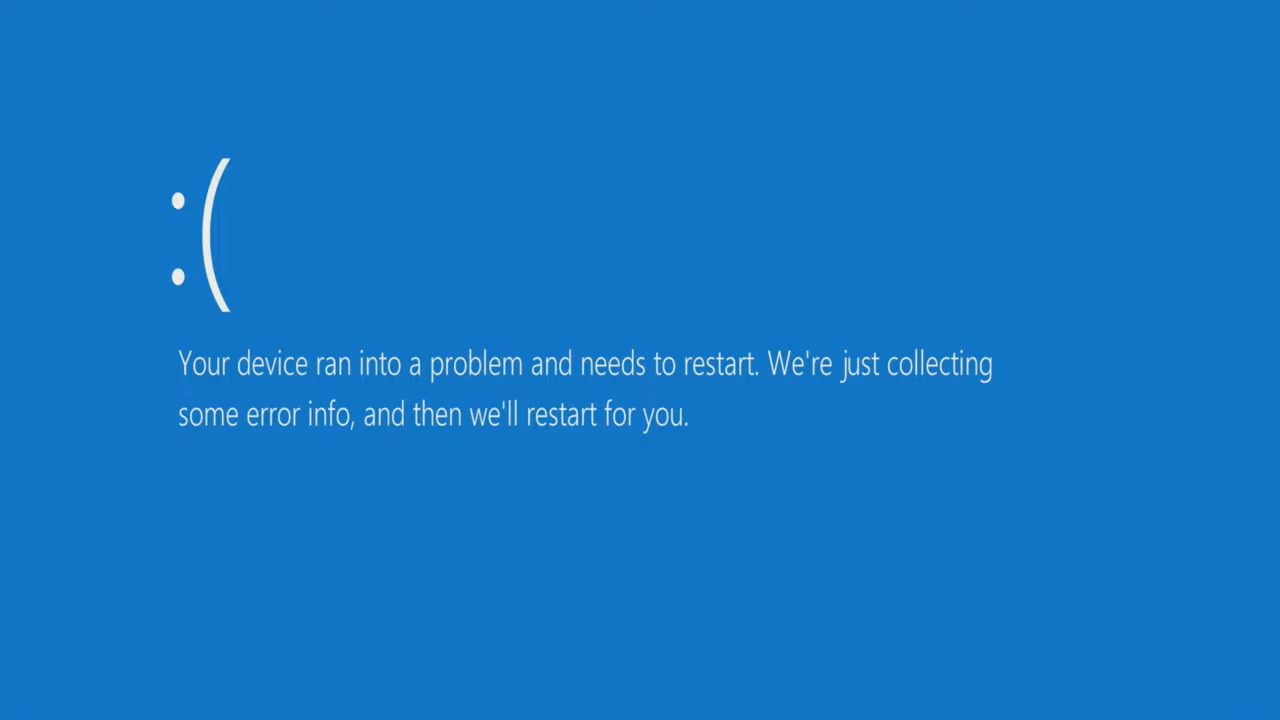 :(
Your device ran into a problem and needs to restart. We're just collecting
some error info, and then we'll restart for you.